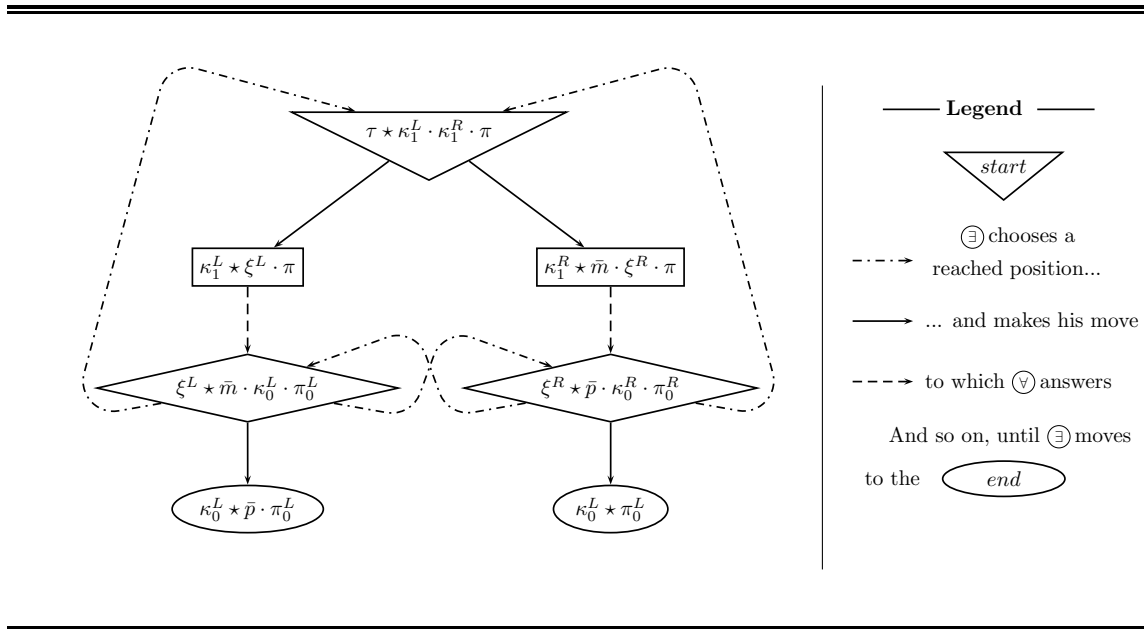 τ ⋆ κ₁ᴸ · κ₁ᴿ · π
κ₁ᴸ ⋆ ξᴸ · π
κ₁ᴿ ⋆ m̄ · ξᴿ · π
ξᴸ ⋆ m̄ · κ₀ᴸ · π₀ᴸ
ξᴿ ⋆ p̄ · κ₀ᴿ · π₀ᴿ
κ₀ᴸ ⋆ p̄ · π₀ᴸ
κ₀ᴸ ⋆ π₀ᴸ
Legend
start
∃ chooses a
reached position...
... and makes his move
to which ∀ answers
And so on, until ∃ moves
to the end